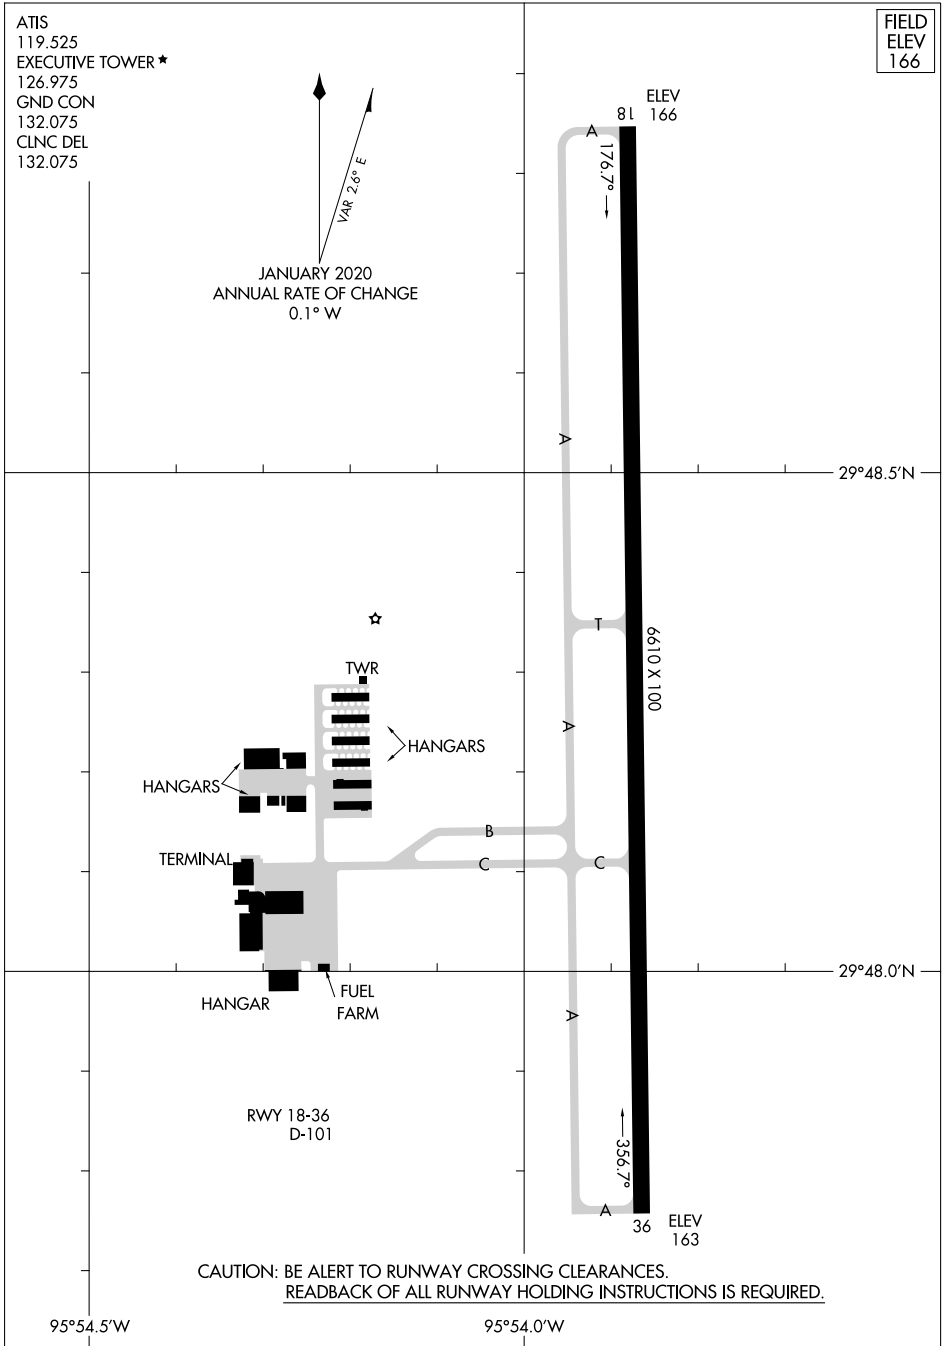 ATIS
119.525
EXECUTIVE TOWER★
126.975
GND CON
132.075
CLNC DEL
132.075
FIELD
ELEV
166
VAR 2.6° E
JANUARY 2020
ANNUAL RATE OF CHANGE
0.1° W
ELEV
166
18
A
176.7°
A
29°48.5'N
T
6610 X 100
TWR
A
HANGARS
HANGARS
B
TERMINAL
C
C
29°48.0'N
FUEL
FARM
HANGAR
A
RWY 18-36
D-101
356.7°
A
36
ELEV
163
CAUTION: BE ALERT TO RUNWAY CROSSING CLEARANCES.
READBACK OF ALL RUNWAY HOLDING INSTRUCTIONS IS REQUIRED.
95°54.5'W
95°54.0'W